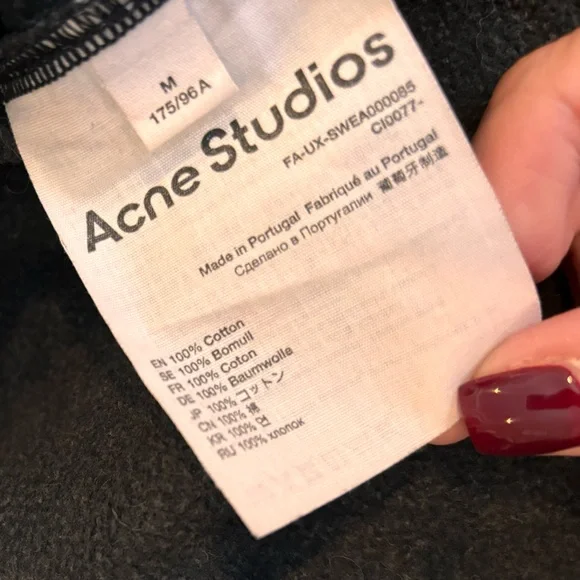 M
175/96A
Acne Studios
FA-UX-SWEA000085
CI0077-
Made in Portugal Fabriqué au Portugal
Сделано в Португалии 葡萄牙制造
EN 100% Cotton
SE 100% Bomull
FR 100% Coton
DE 100% Baumwolle
JP 100% コットン
CN 100% 棉
KR 100% 면
RU 100% хлопок